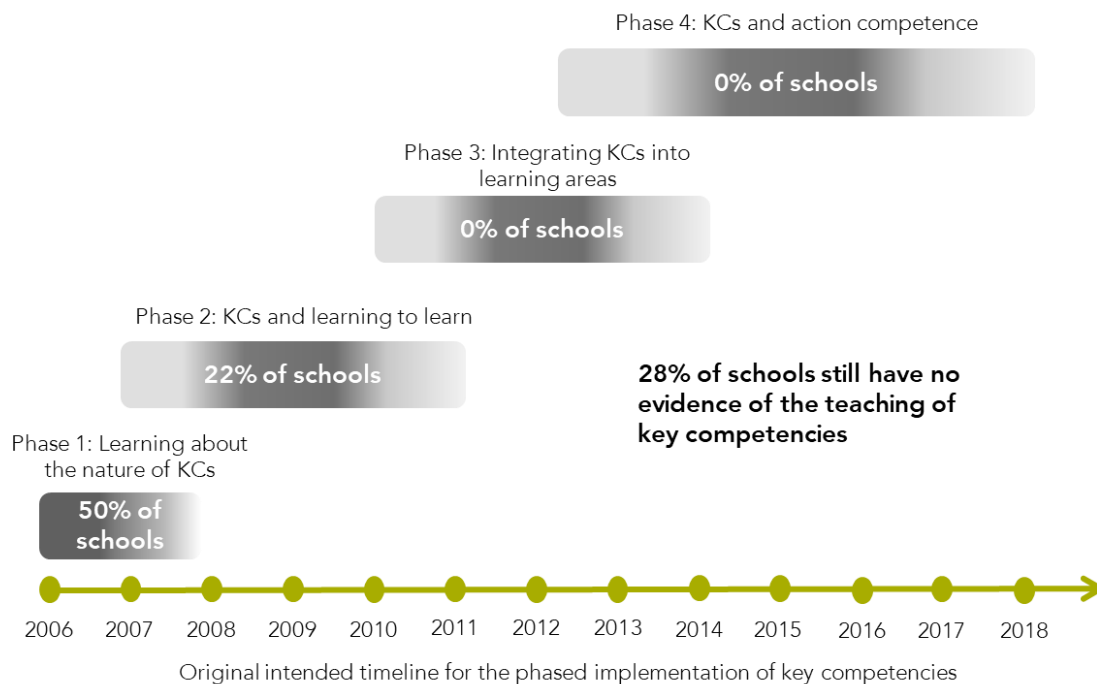 Phase 4: KCs and action competence
0% of schools
Phase 3: Integrating KCs into
learning areas
0% of schools
Phase 2: KCs and learning to learn
22% of schools
28% of schools still have no
evidence of the teaching of
key competencies
Phase 1: Learning about
the nature of KCs
50% of
schools
2006 2007 2008 2009 2010 2011 2012 2013 2014 2015 2016 2017 2018
Original intended timeline for the phased implementation of key competencies